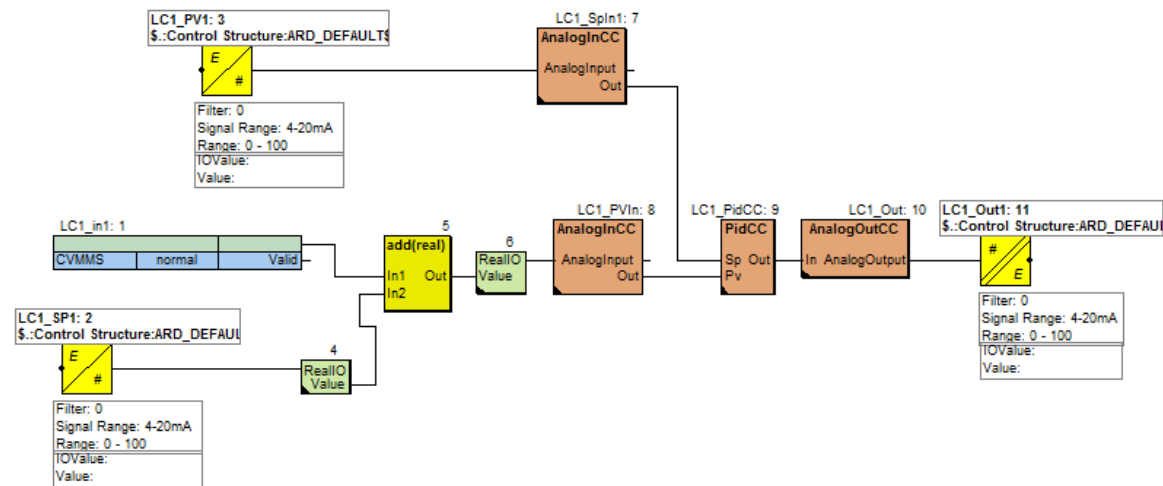 LC1_PV1: 3
$.:Control Structure:ARD_DEFAULT$
E
#
Filter: 0
Signal Range: 4-20mA
Range: 0 - 100
IOValue:
Value:
LC1_SpIn1: 7
AnalogInCC
AnalogInput
Out
LC1_in1: 1
CVMMS normal Valid
LC1_SP1: 2
$.:Control Structure:ARD_DEFAUL
E
#
Filter: 0
Signal Range: 4-20mA
Range: 0 - 100
IOValue:
Value:
4
RealIO
Value
5
add(real)
In1 Out
In2
6
RealIO
Value
LC1_PVIn: 8
AnalogInCC
AnalogInput
Out
LC1_PidCC: 9
PidCC
Sp Out
Pv
LC1_Out: 10
AnalogOutCC
In AnalogOutput
LC1_Out1: 11
$.:Control Structure:ARD_DEFAU
#
E
Filter: 0
Signal Range: 4-20mA
Range: 0 - 100
IOValue:
Value: